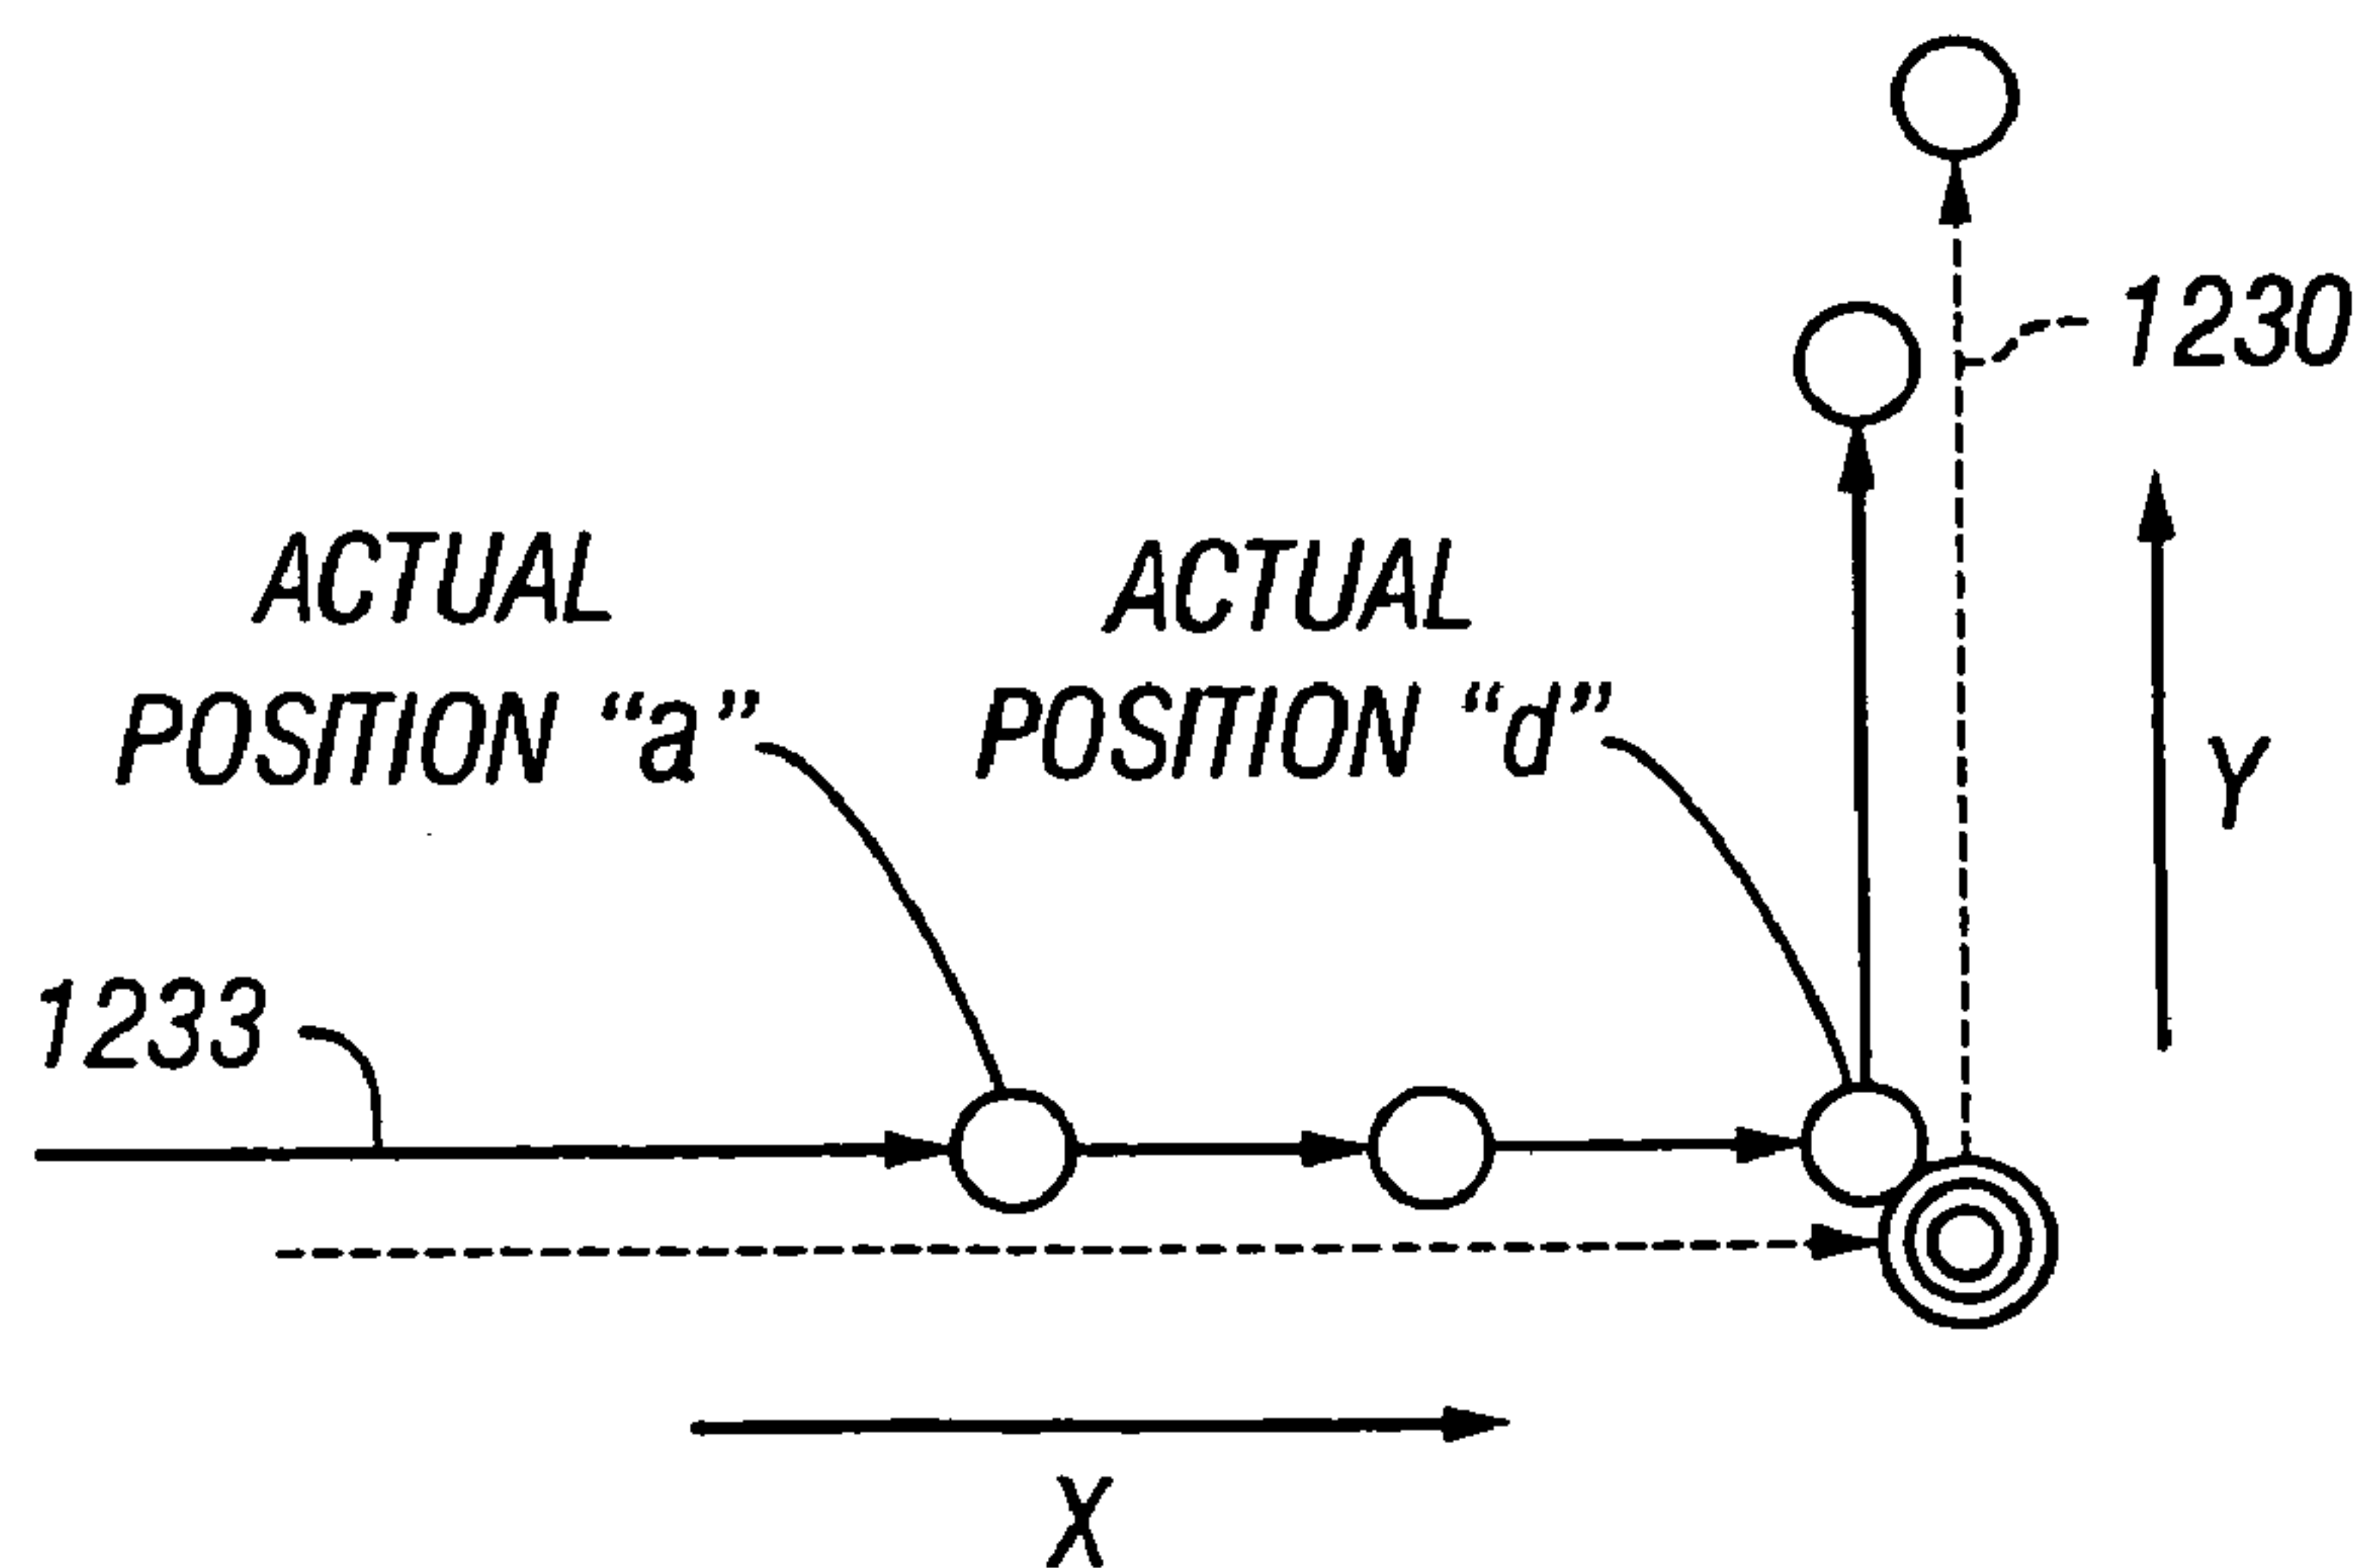 1230
ACTUAL
POSITION “a”
ACTUAL
POSITION “d”
Y
1233
X